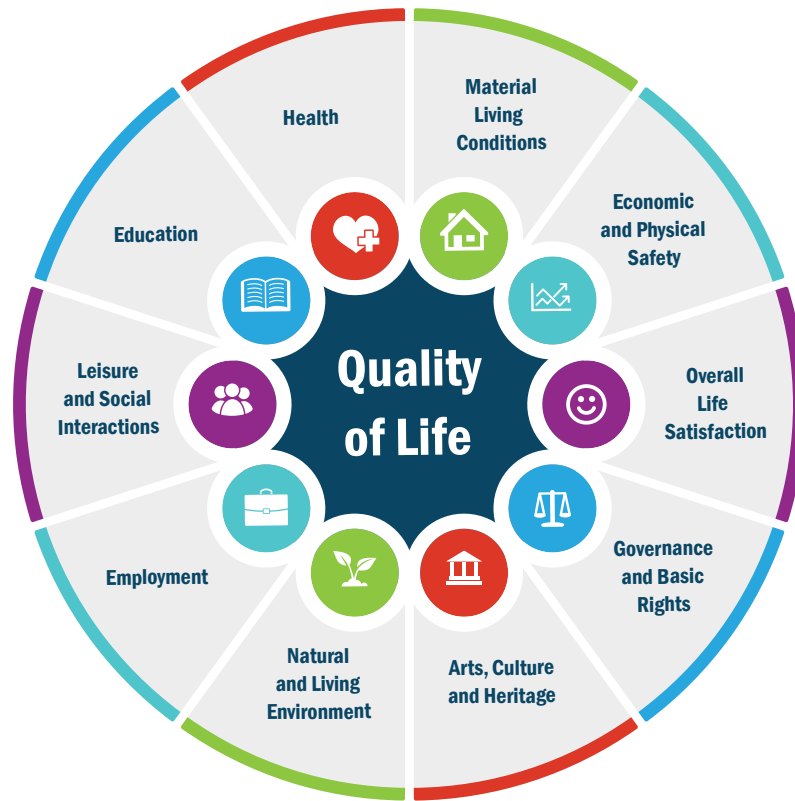 Quality
of Life
Material
Living
Conditions
Economic
and Physical
Safety
Overall
Life
Satisfaction
Governance
and Basic
Rights
Arts, Culture
and Heritage
Natural
and Living
Environment
Employment
Leisure
and Social
Interactions
Education
Health